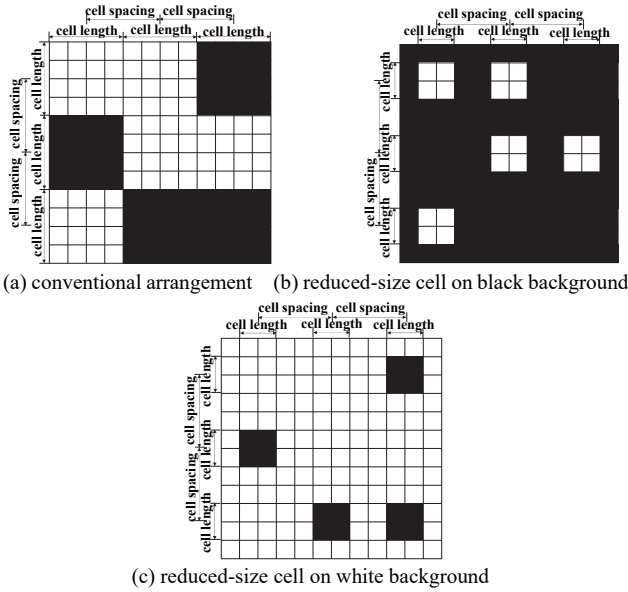 cell spacing cell spacing
cell length cell length cell length
cell length
cell spacing
cell length
cell spacing
cell length
(a) conventional arrangement
cell spacing cell spacing
cell length cell length cell length
cell length
cell spacing
cell length
cell spacing
cell length
(b) reduced-size cell on black background
cell spacing cell spacing
cell length cell length cell length
cell length
cell spacing
cell length
cell spacing
cell length
(c) reduced-size cell on white background